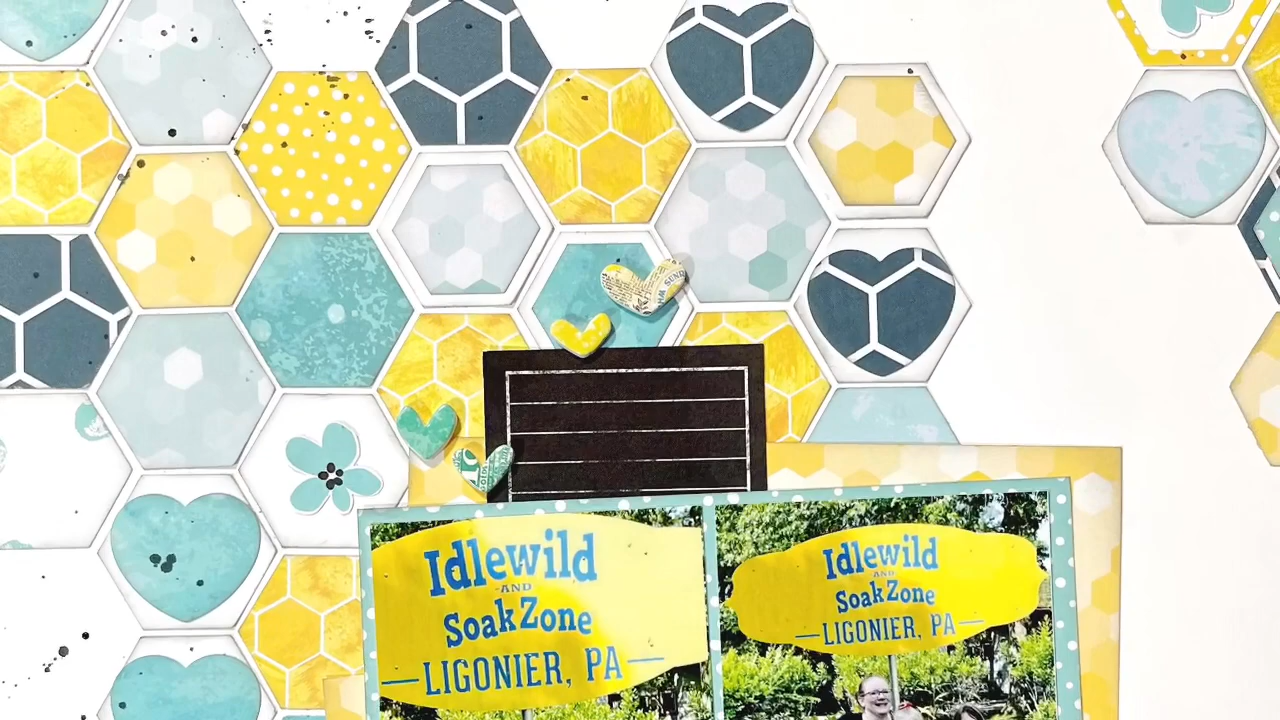 Idlewild
AND
SoakZone
—LIGONIER, PA—
Idlewild
AND
SoakZone
—LIGONIER, PA—